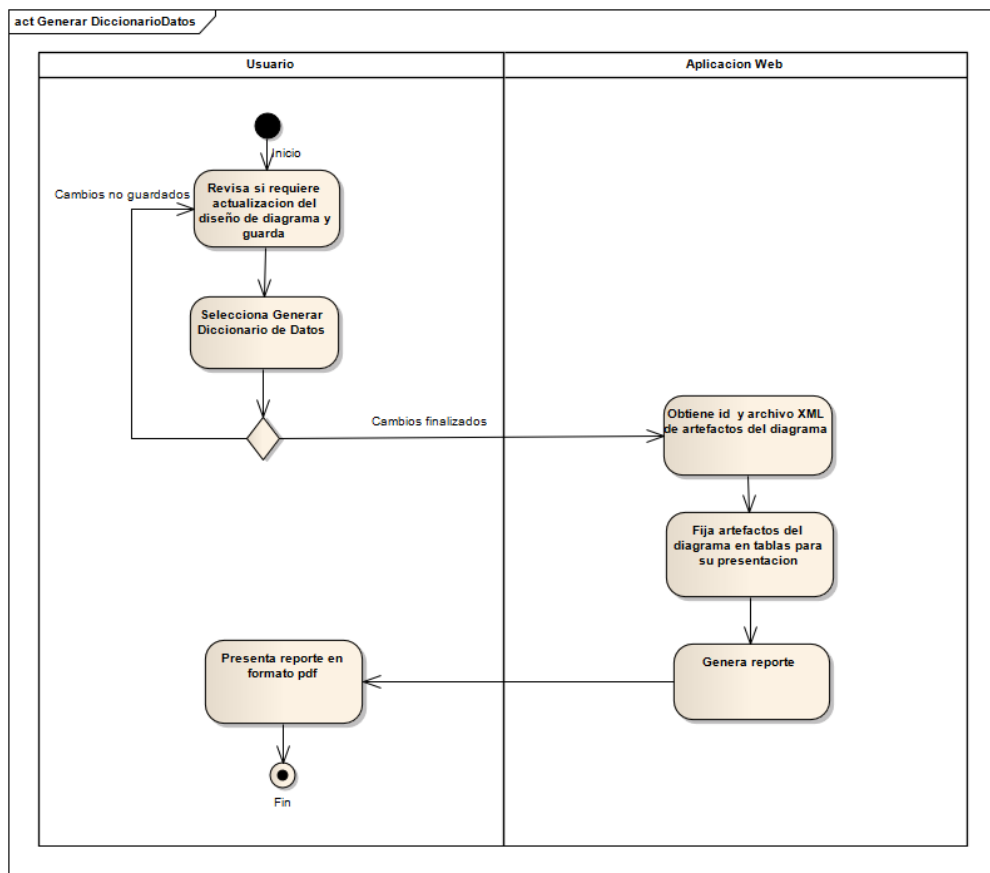 act Generar DiccionarioDatos
Usuario
Aplicacion Web
Inicio
Cambios no guardados
Revisa si requiere
actualizacion del
diseño de diagrama y
guarda
Selecciona Generar
Diccionario de Datos
Cambios finalizados
Obtiene id y archivo XML
de artefactos del diagrama
Fija artefactos del
diagrama en tablas para
su presentacion
Genera reporte
Presenta reporte en
formato pdf
Fin